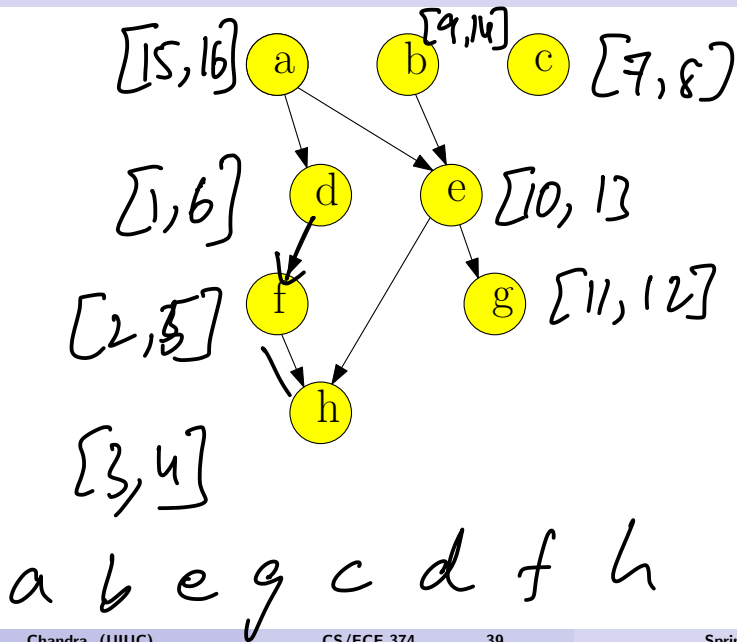 [15,16] a b [9,14] c [7,8]
[1,6] d e [10, 13
[2,5] f g [11, 12]
h
[3,4]
a b e g c d f h
Chandra (UIUC) CS/ECE 374 39 Sprin